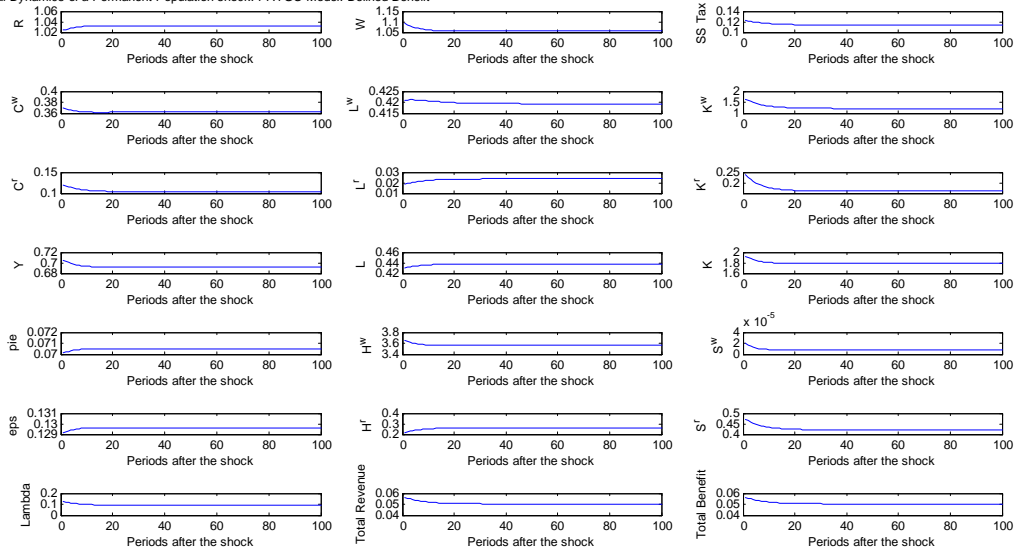 Dynamics of a Permanent Population shock: PAYGO Model: Defined Benefit
R
1.06
1.04
1.02
0 20 40 60 80 100
Periods after the shock
W
1.15
1.1
1.05
0 20 40 60 80 100
Periods after the shock
SS Tax
0.14
0.12
0.1
0 20 40 60 80 100
Periods after the shock
C^w
0.4
0.38
0.36
0 20 40 60 80 100
Periods after the shock
L^w
0.425
0.42
0.415
0 20 40 60 80 100
Periods after the shock
K^w
2
1.5
1
0 20 40 60 80 100
Periods after the shock
C^r
0.15
0.1
0 20 40 60 80 100
Periods after the shock
L^r
0.03
0.02
0.01
0 20 40 60 80 100
Periods after the shock
K^r
0.25
0.2
0 20 40 60 80 100
Periods after the shock
Y
0.72
0.7
0.68
0 20 40 60 80 100
Periods after the shock
L
0.46
0.44
0.42
0 20 40 60 80 100
Periods after the shock
K
2
1.8
1.6
0 20 40 60 80 100
Periods after the shock
pie
0.072
0.071
0.07
0 20 40 60 80 100
Periods after the shock
H^w
3.8
3.6
3.4
0 20 40 60 80 100
Periods after the shock
x 10^-5
S^w
4
2
0
0 20 40 60 80 100
Periods after the shock
eps
0.131
0.13
0.129
0 20 40 60 80 100
Periods after the shock
H^r
0.4
0.3
0.2
0 20 40 60 80 100
Periods after the shock
S^r
0.5
0.45
0.4
0 20 40 60 80 100
Periods after the shock
Lambda
0.2
0.1
0
0 20 40 60 80 100
Periods after the shock
Total Revenue
0.06
0.05
0.04
0 20 40 60 80 100
Periods after the shock
Total Benefit
0.06
0.05
0.04
0 20 40 60 80 100
Periods after the shock